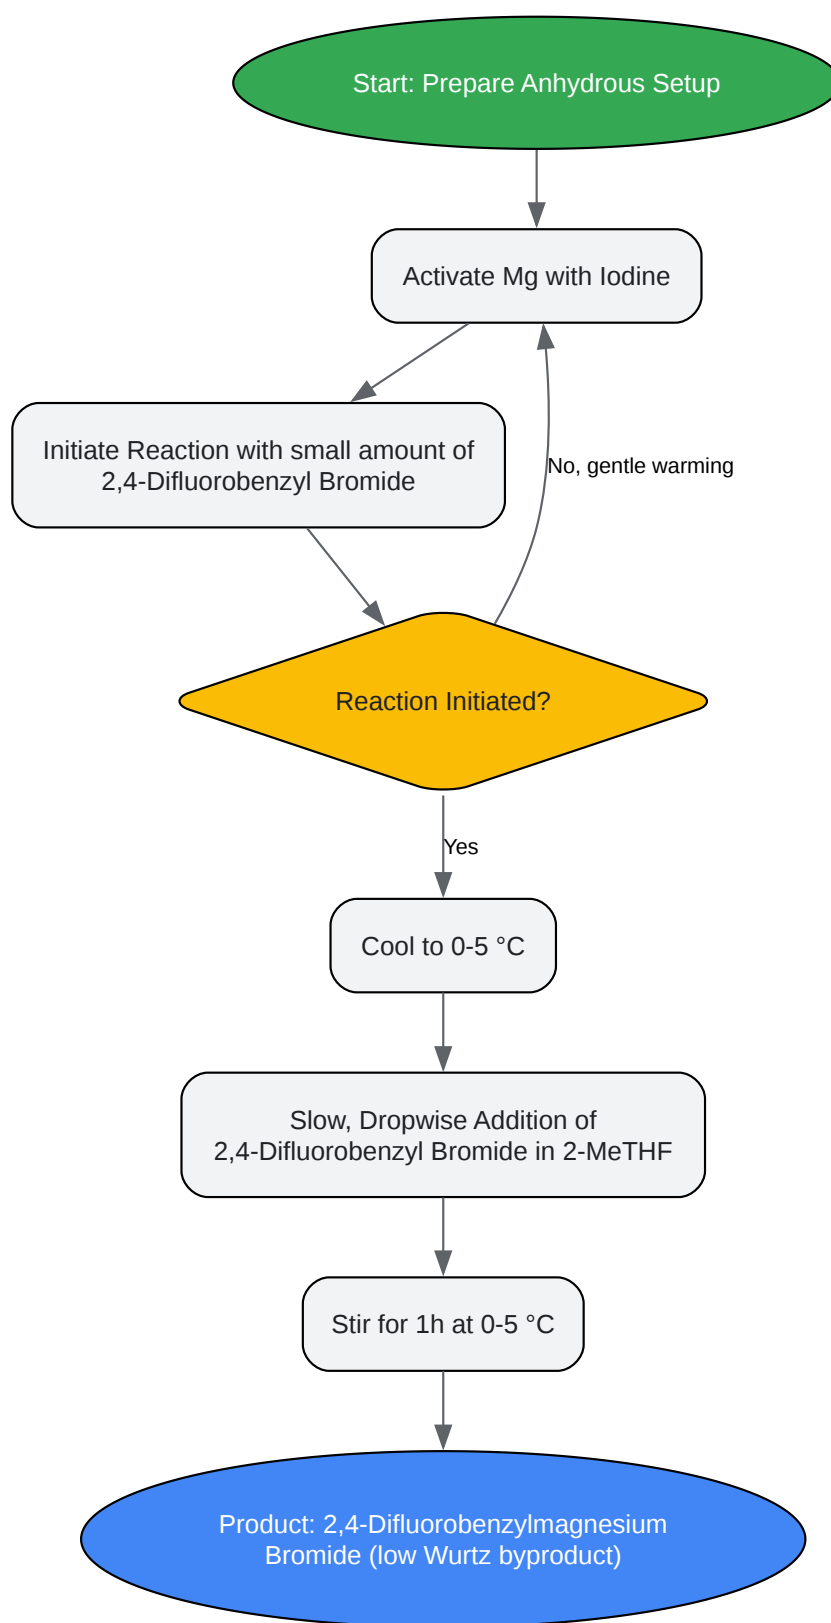 Start: Prepare Anhydrous Setup
Activate Mg with Iodine
Initiate Reaction with small amount of
2,4-Difluorobenzyl Bromide
No, gentle warming
Reaction Initiated?
Yes
Cool to 0-5 °C
Slow, Dropwise Addition of
2,4-Difluorobenzyl Bromide in 2-MeTHF
Stir for 1h at 0-5 °C
Product: 2,4-Difluorobenzylmagnesium
Bromide (low Wurtz byproduct)